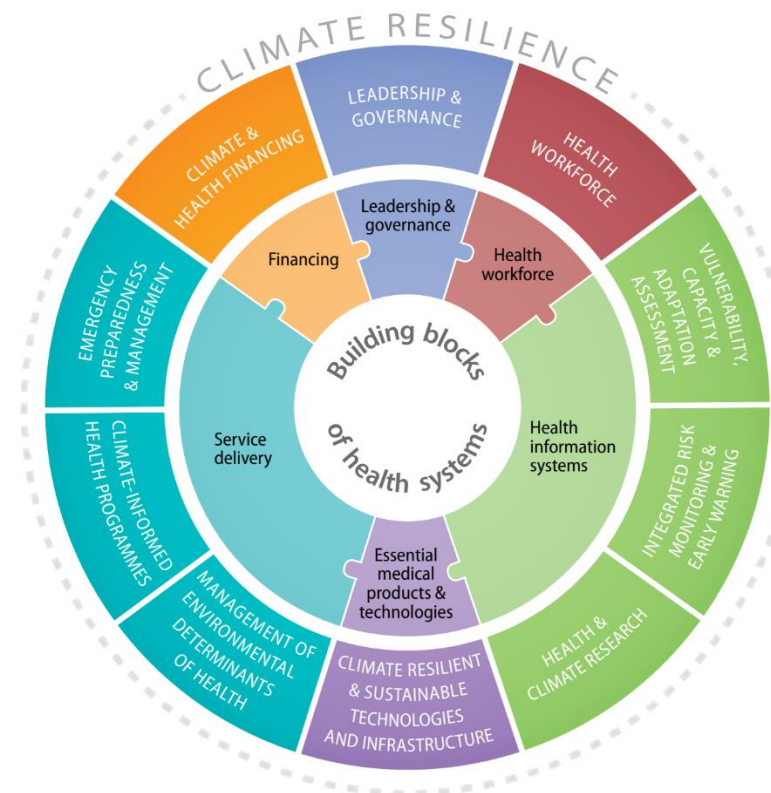 CLIMATE RESILIENCE
LEADERSHIP &
GOVERNANCE
HEALTH
WORKFORCE
VULNERABILITY,
CAPACITY &
ADAPTATION
ASSESSMENT
INTEGRATED RISK
MONITORING &
EARLY WARNING
HEALTH &
CLIMATE RESEARCH
CLIMATE RESILIENT
& SUSTAINABLE
TECHNOLOGIES
AND INFRASTRUCTURE
MANAGEMENT OF
ENVIRONMENTAL
DETERMINANTS
OF HEALTH
CLIMATE-INFORMED
HEALTH PROGRAMMES
EMERGENCY
PREPAREDNESS
& MANAGEMENT
CLIMATE &
HEALTH FINANCING
Leadership &
governance
Health
workforce
Health
information
systems
Essential
medical
products &
technologies
Service
delivery
Financing
Building blocks
of health systems